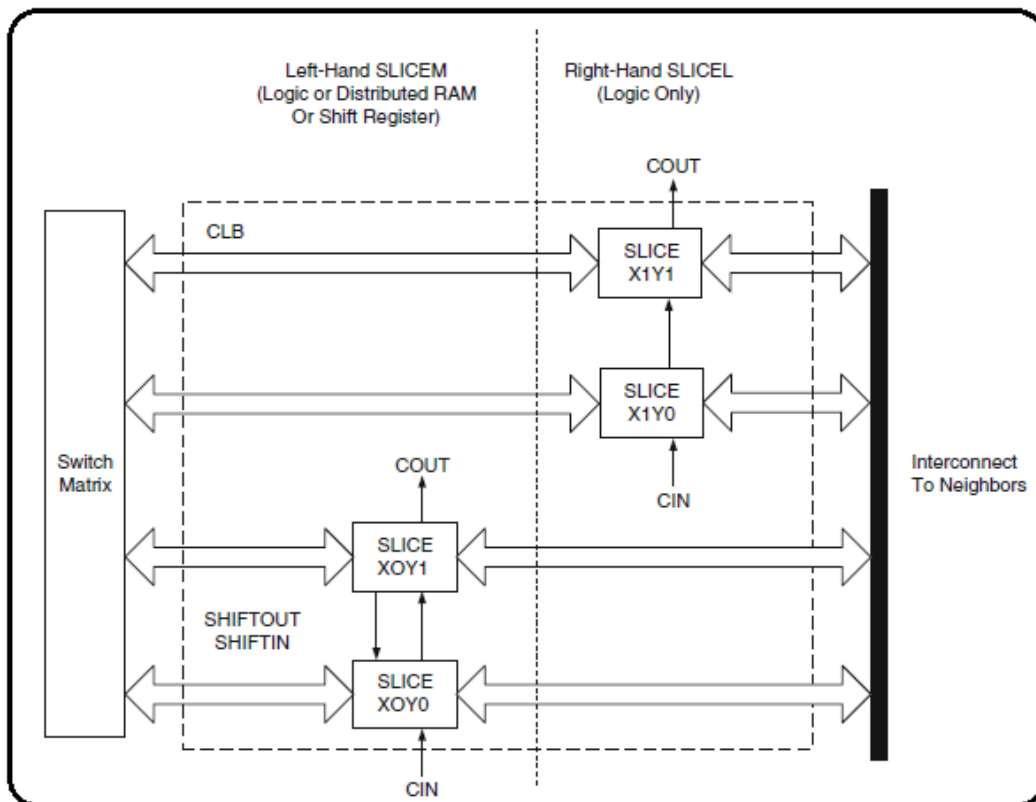 Left-Hand SLICEM
(Logic or Distributed RAM
Or Shift Register)
Right-Hand SLICEL
(Logic Only)
COUT
CLB
SLICE
X1Y1
SLICE
X1Y0
Switch
Matrix
COUT
CIN
Interconnect
To Neighbors
SLICE
XOY1
SHIFTOUT
SHIFTIN
SLICE
XOY0
CIN